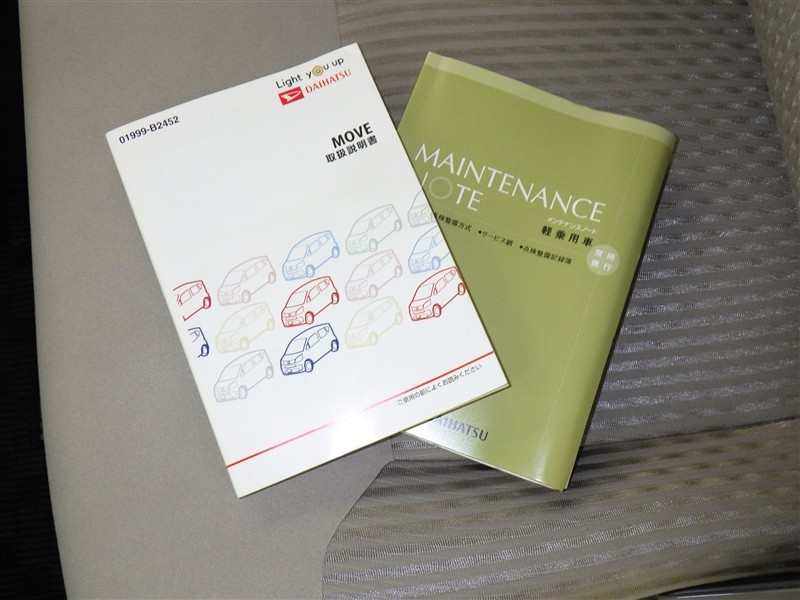 Light you up
DAIHATSU
01999-B2452
MOVE
取扱説明書
ご使用の前によくお読みください
MAINTENANCE
NOTE
メンテナンスノート
軽乗用車
検整備方式 •サービス網 •点検整備記録簿
常時
携行
DAIHATSU